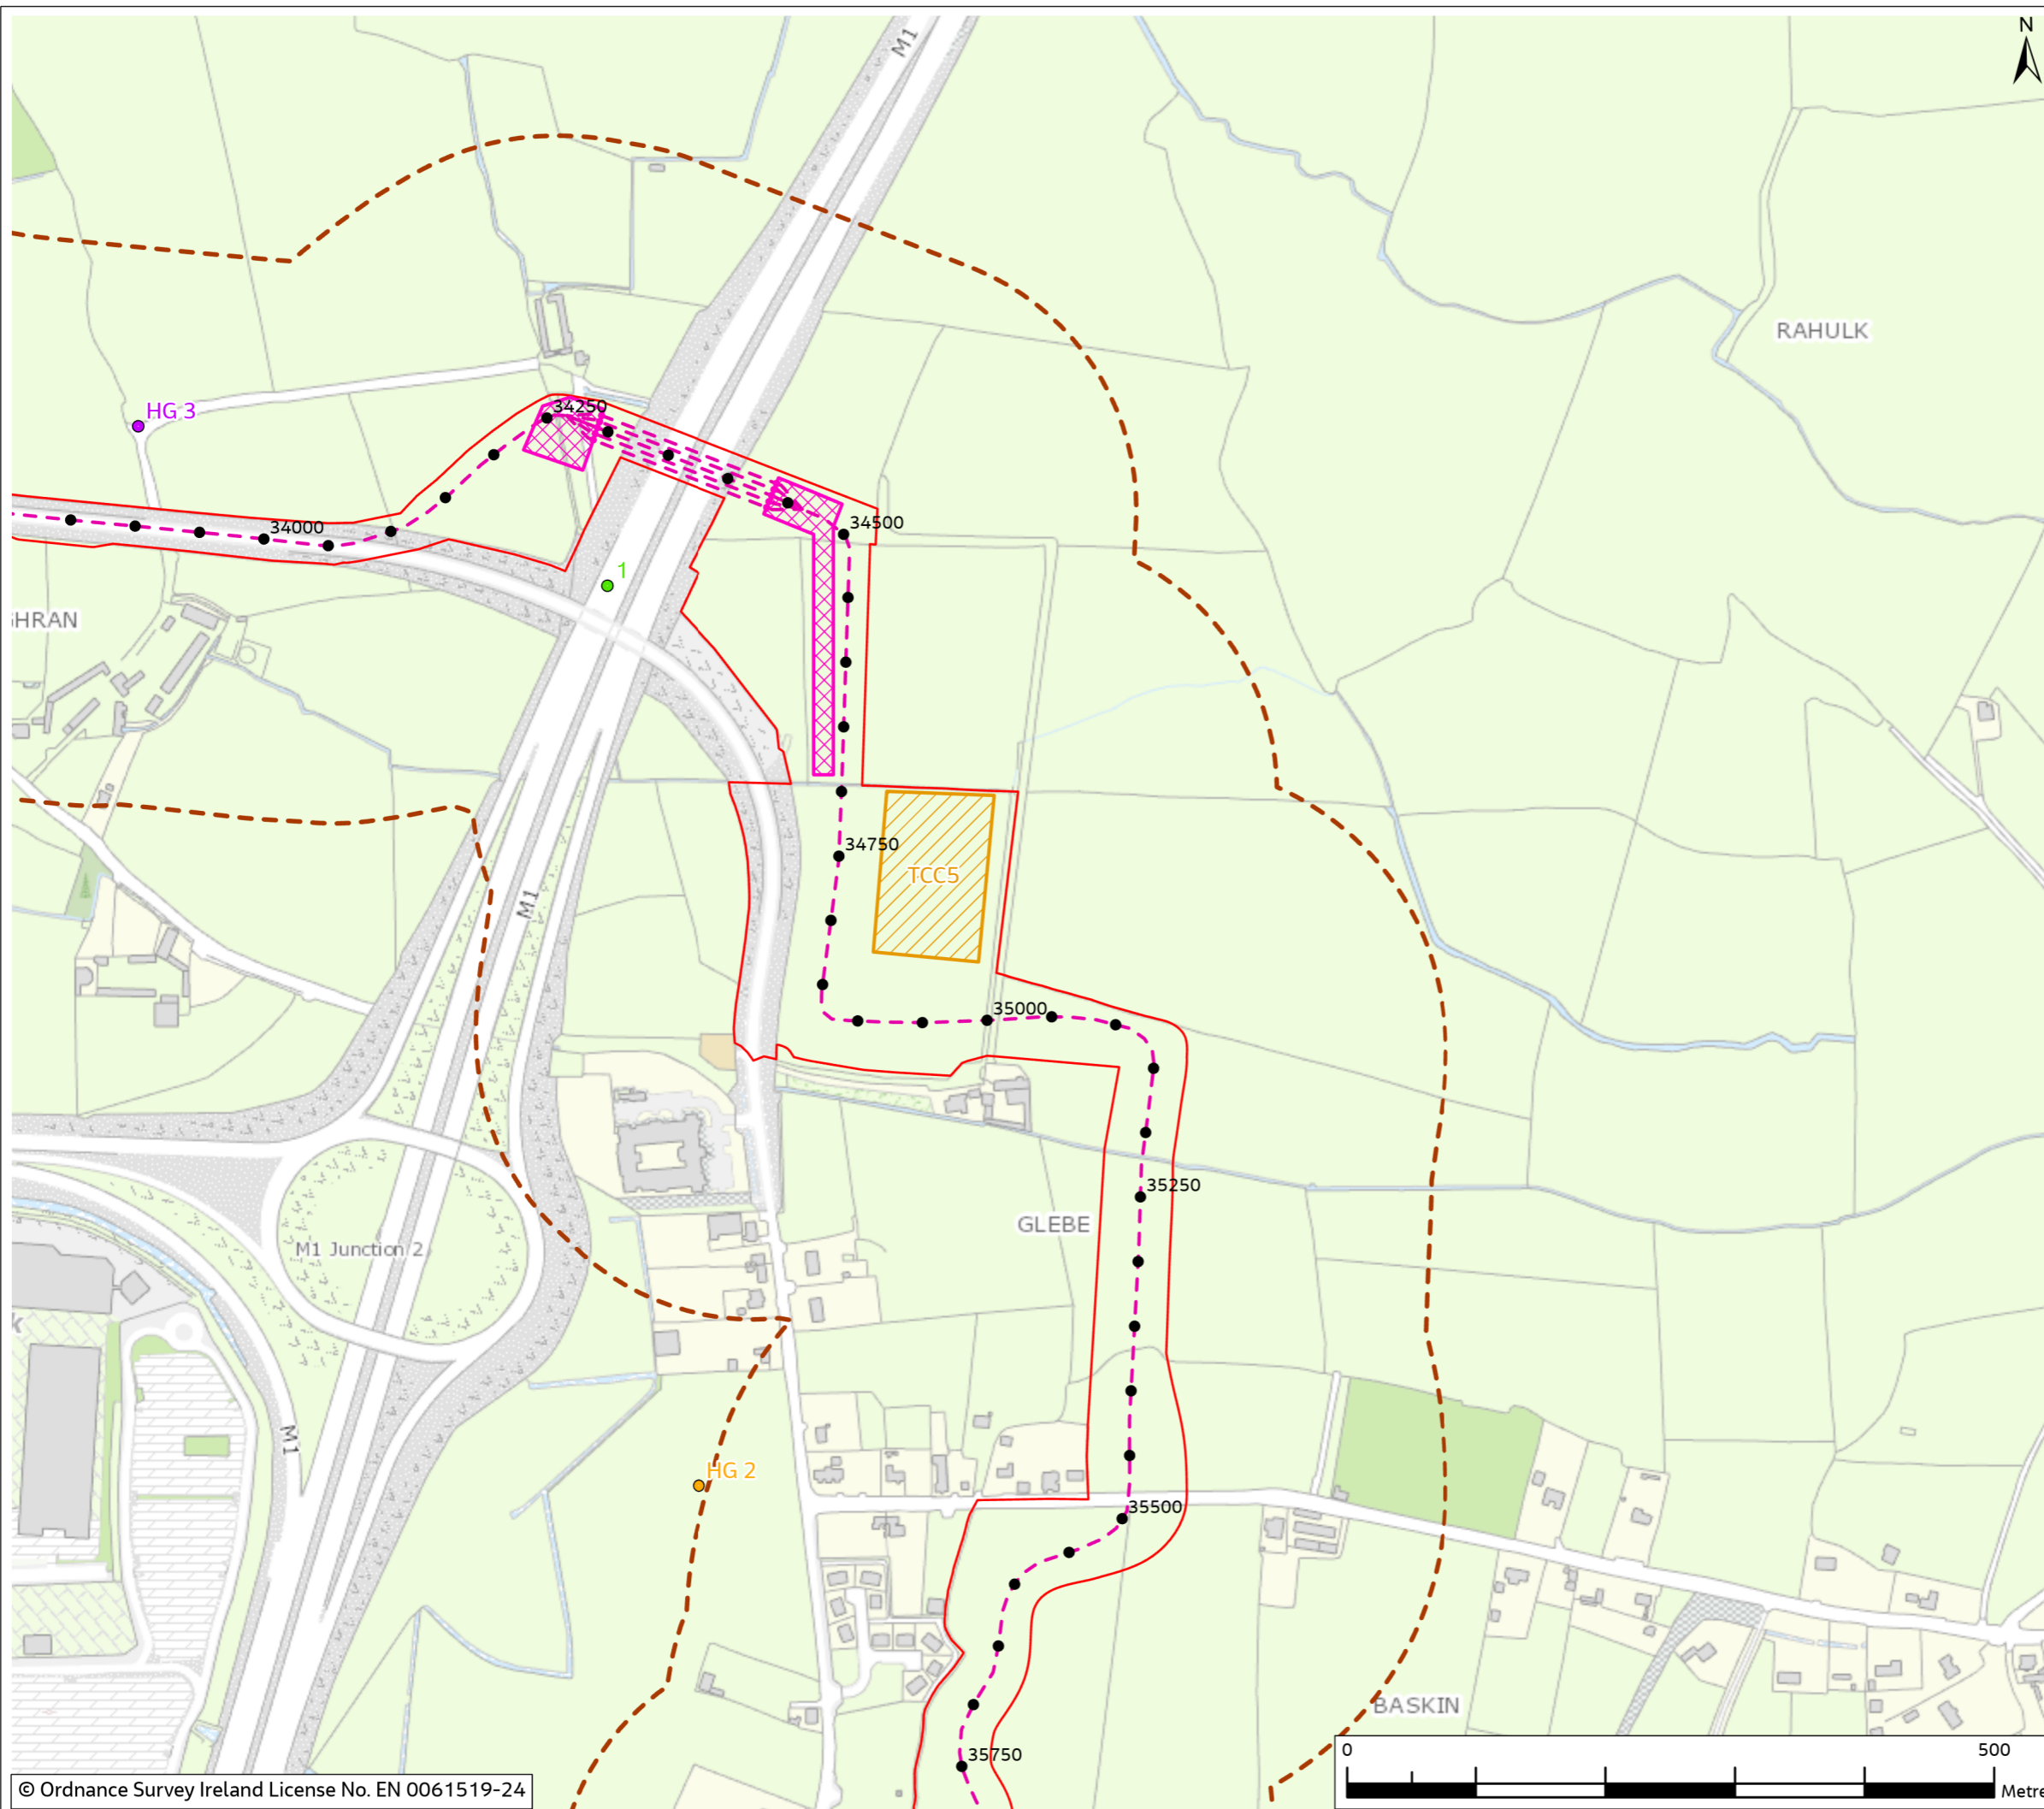 M1
N
RAHULK
HG 3
34250
34000
34500
1
GHRAN
34750
TCC5
M1
35000
35250
GLEBE
M1 Junction 2
k
M1
HG 2
35500
BASKIN
35750
0 500
Metre
© Ordnance Survey Ireland License No. EN 0061519-24